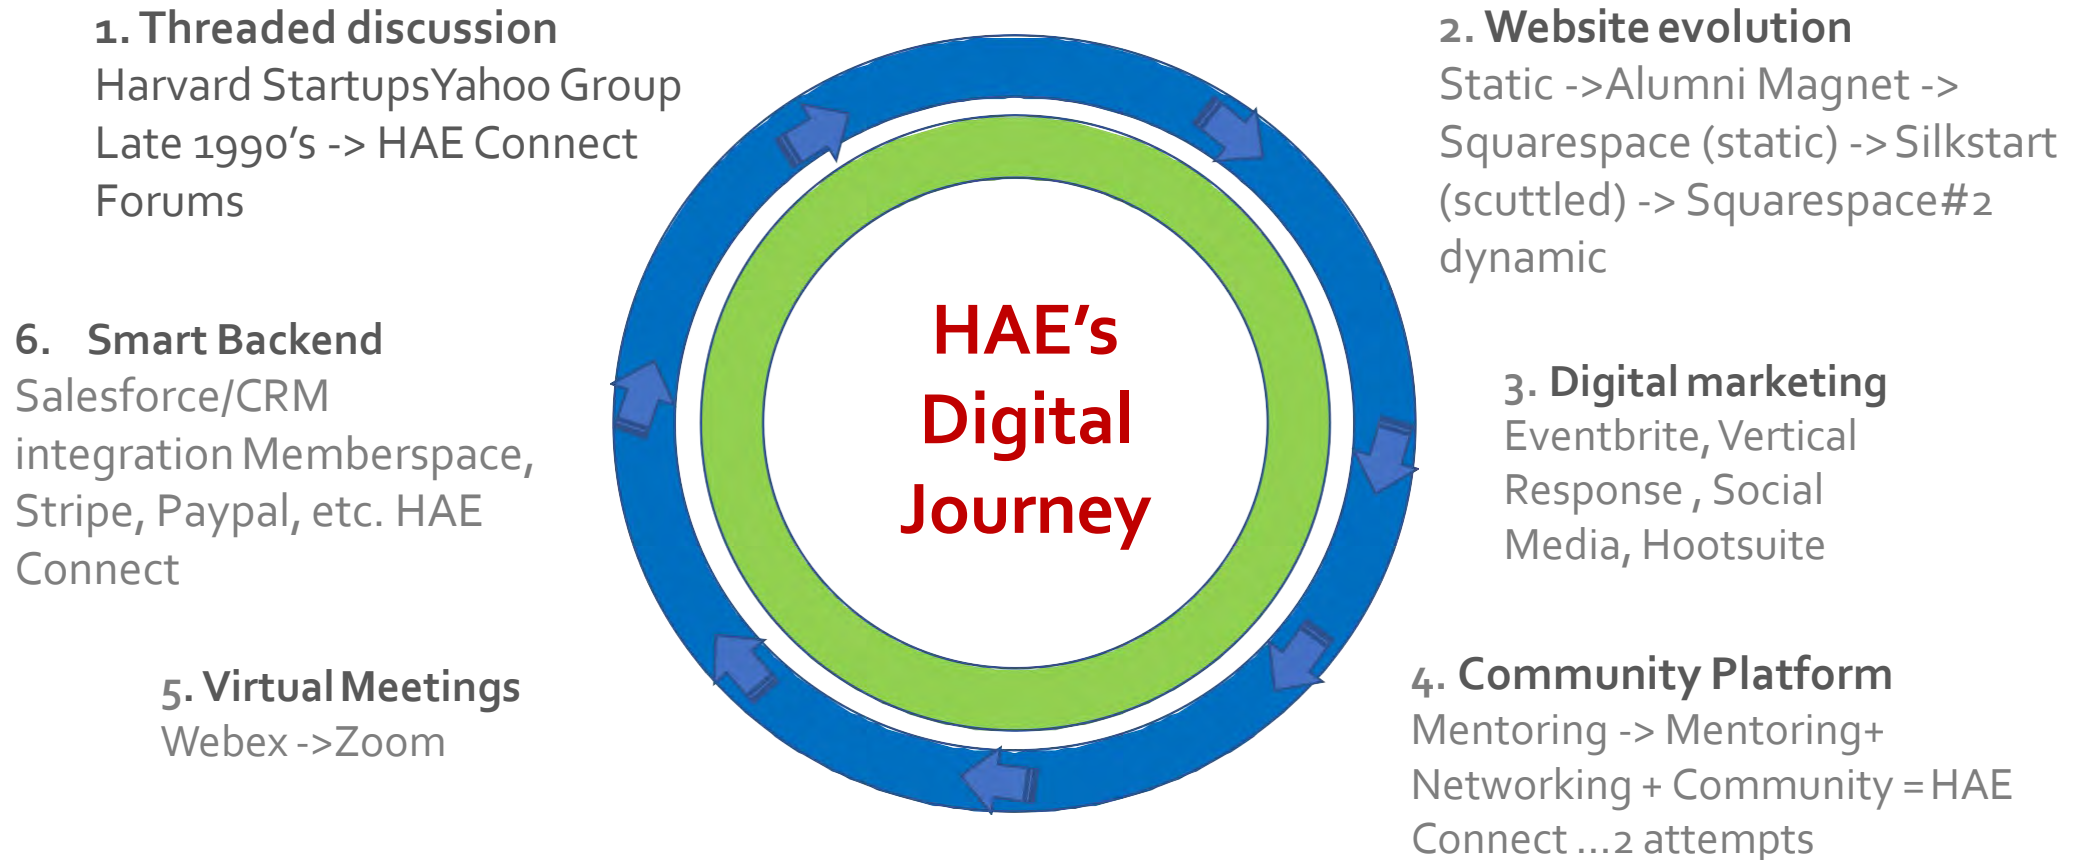 1. Threaded discussion
Harvard StartupsYahoo Group
Late 1990’s -> HAE Connect
Forums
2. Website evolution
Static ->Alumni Magnet ->
Squarespace (static) -> Silkstart
(scuttled) -> Squarespace#2
dynamic
3. Digital marketing
Eventbrite, Vertical
Response , Social
Media, Hootsuite
4. Community Platform
Mentoring -> Mentoring+
Networking + Community = HAE
Connect ...2 attempts
5. Virtual Meetings
Webex ->Zoom
6. Smart Backend
Salesforce/CRM
integration Memberspace,
Stripe, Paypal, etc. HAE
Connect
HAE’s
Digital
Journey